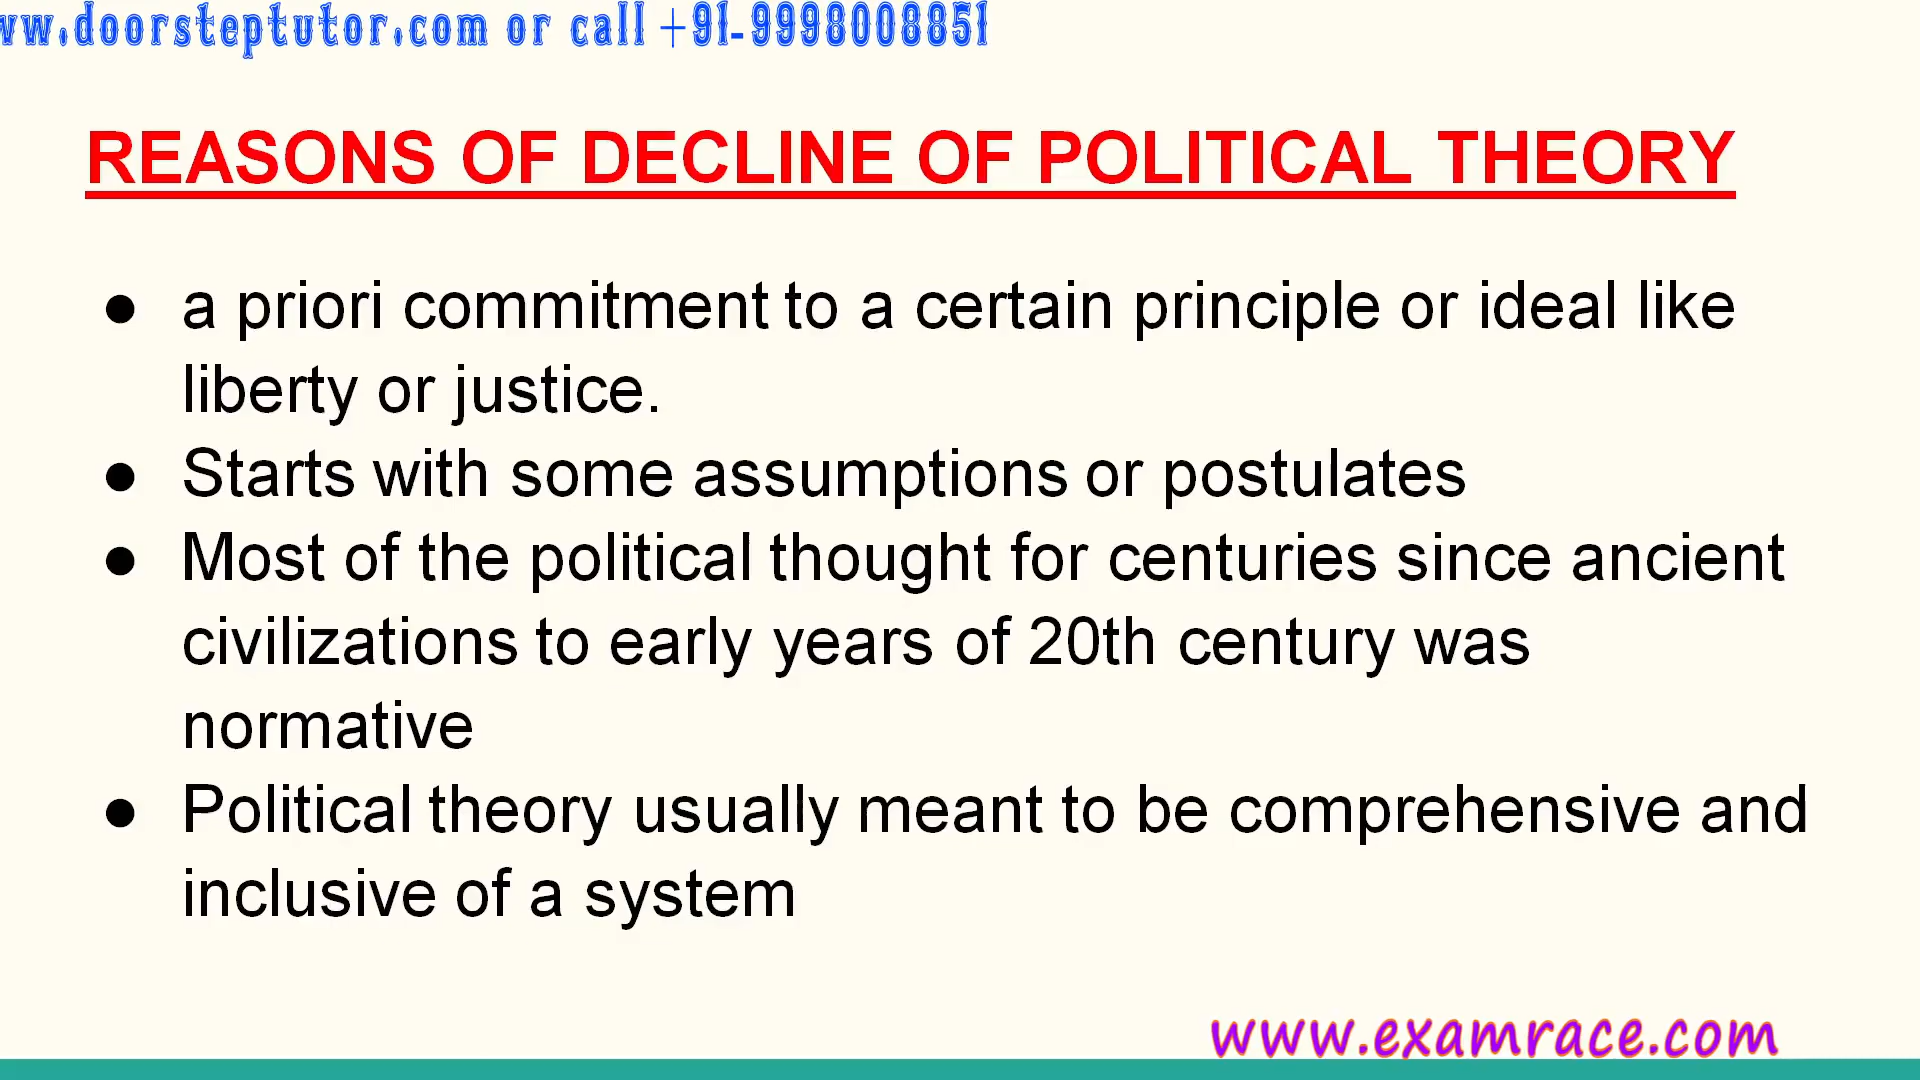 ww.doorsteptutor.com or call +91-9998008851
REASONS OF DECLINE OF POLITICAL THEORY
● a priori commitment to a certain principle or ideal like
liberty or justice.
● Starts with some assumptions or postulates
● Most of the political thought for centuries since ancient
civilizations to early years of 20th century was
normative
● Political theory usually meant to be comprehensive and
inclusive of a system
www.examrace.com